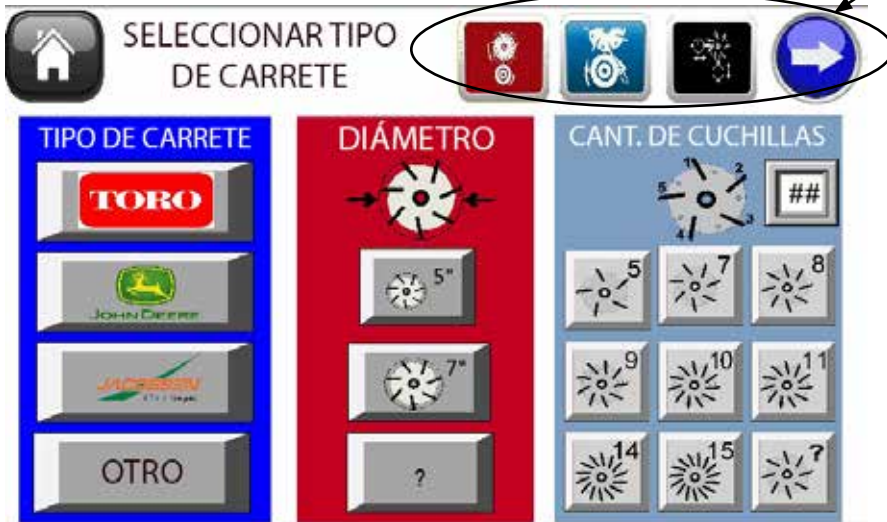 SELECCIONAR TIPO
DE CARRETE
TIPO DE CARRETE
TORO
JOHN DEERE
JACOBSEN
OTRO
DIÁMETRO
5"
7"
?
CANT. DE CUCHILLAS
1 2 3 4 5
##
5 7 8
9 10 11
14 15 ?